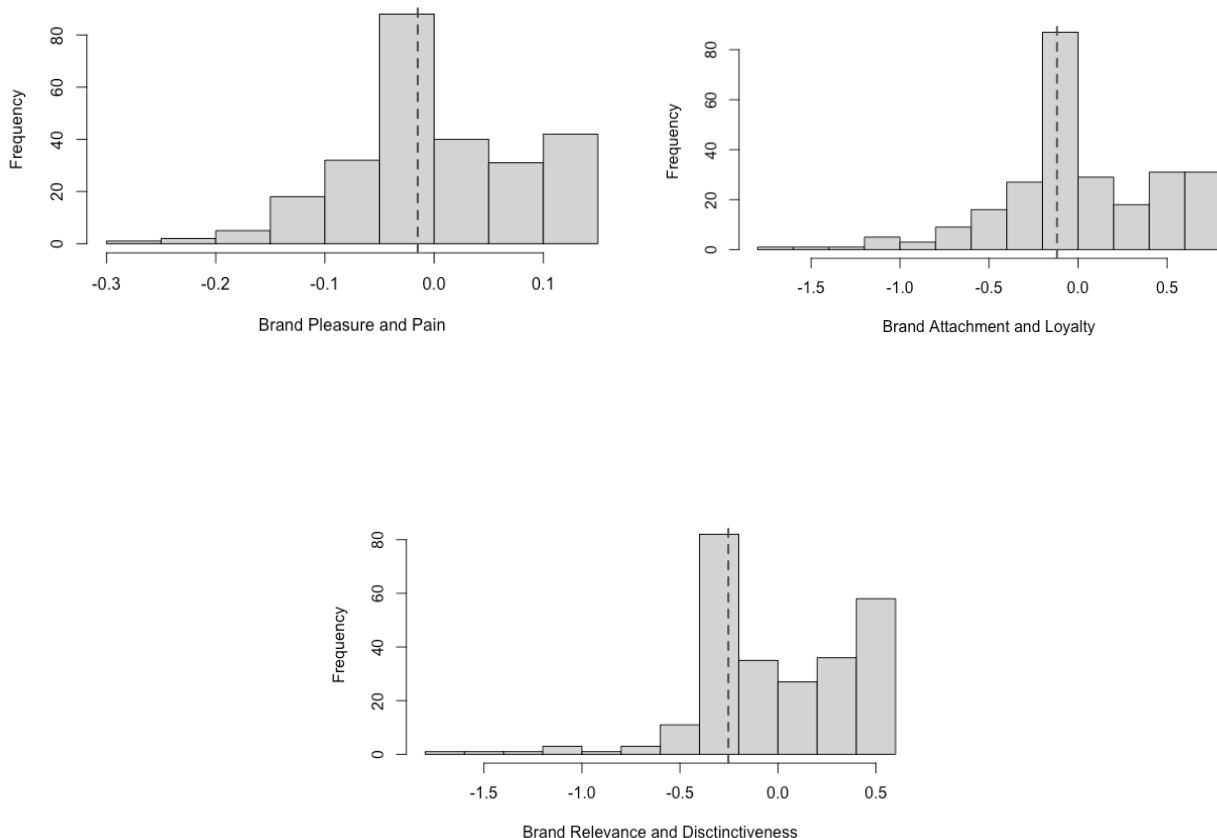 Frequency
0 20 40 60 80
-0.3 -0.2 -0.1 0.0 0.1
Brand Pleasure and Pain
Frequency
0 20 40 60 80
-1.5 -1.0 -0.5 0.0 0.5
Brand Attachment and Loyalty
Frequency
0 20 40 60 80
-1.5 -1.0 -0.5 0.0 0.5
Brand Relevance and Disctinctiveness